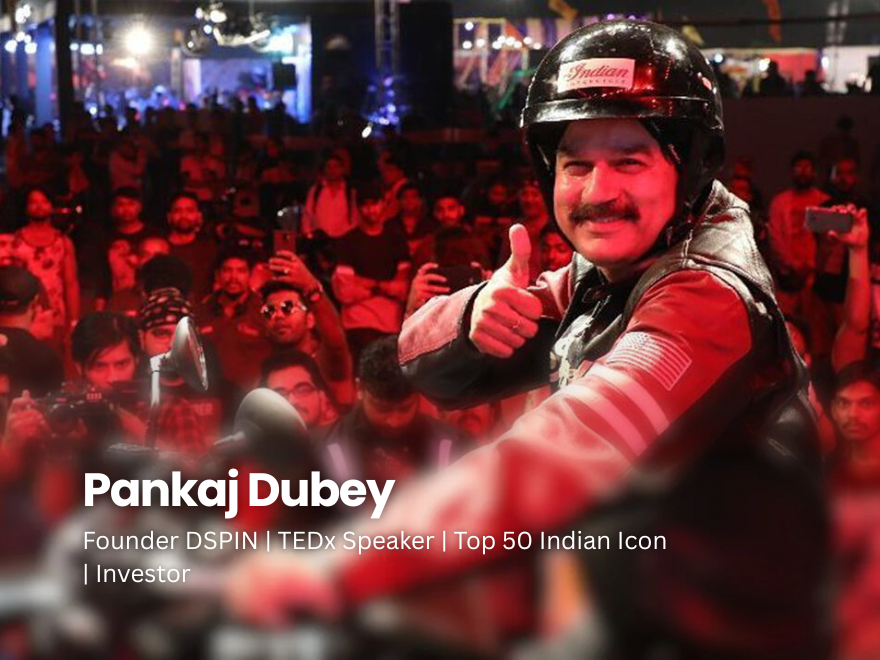 Indian
Pankaj Dubey
Founder DSPIN | TEDx Speaker | Top 50 Indian Icon
| Investor